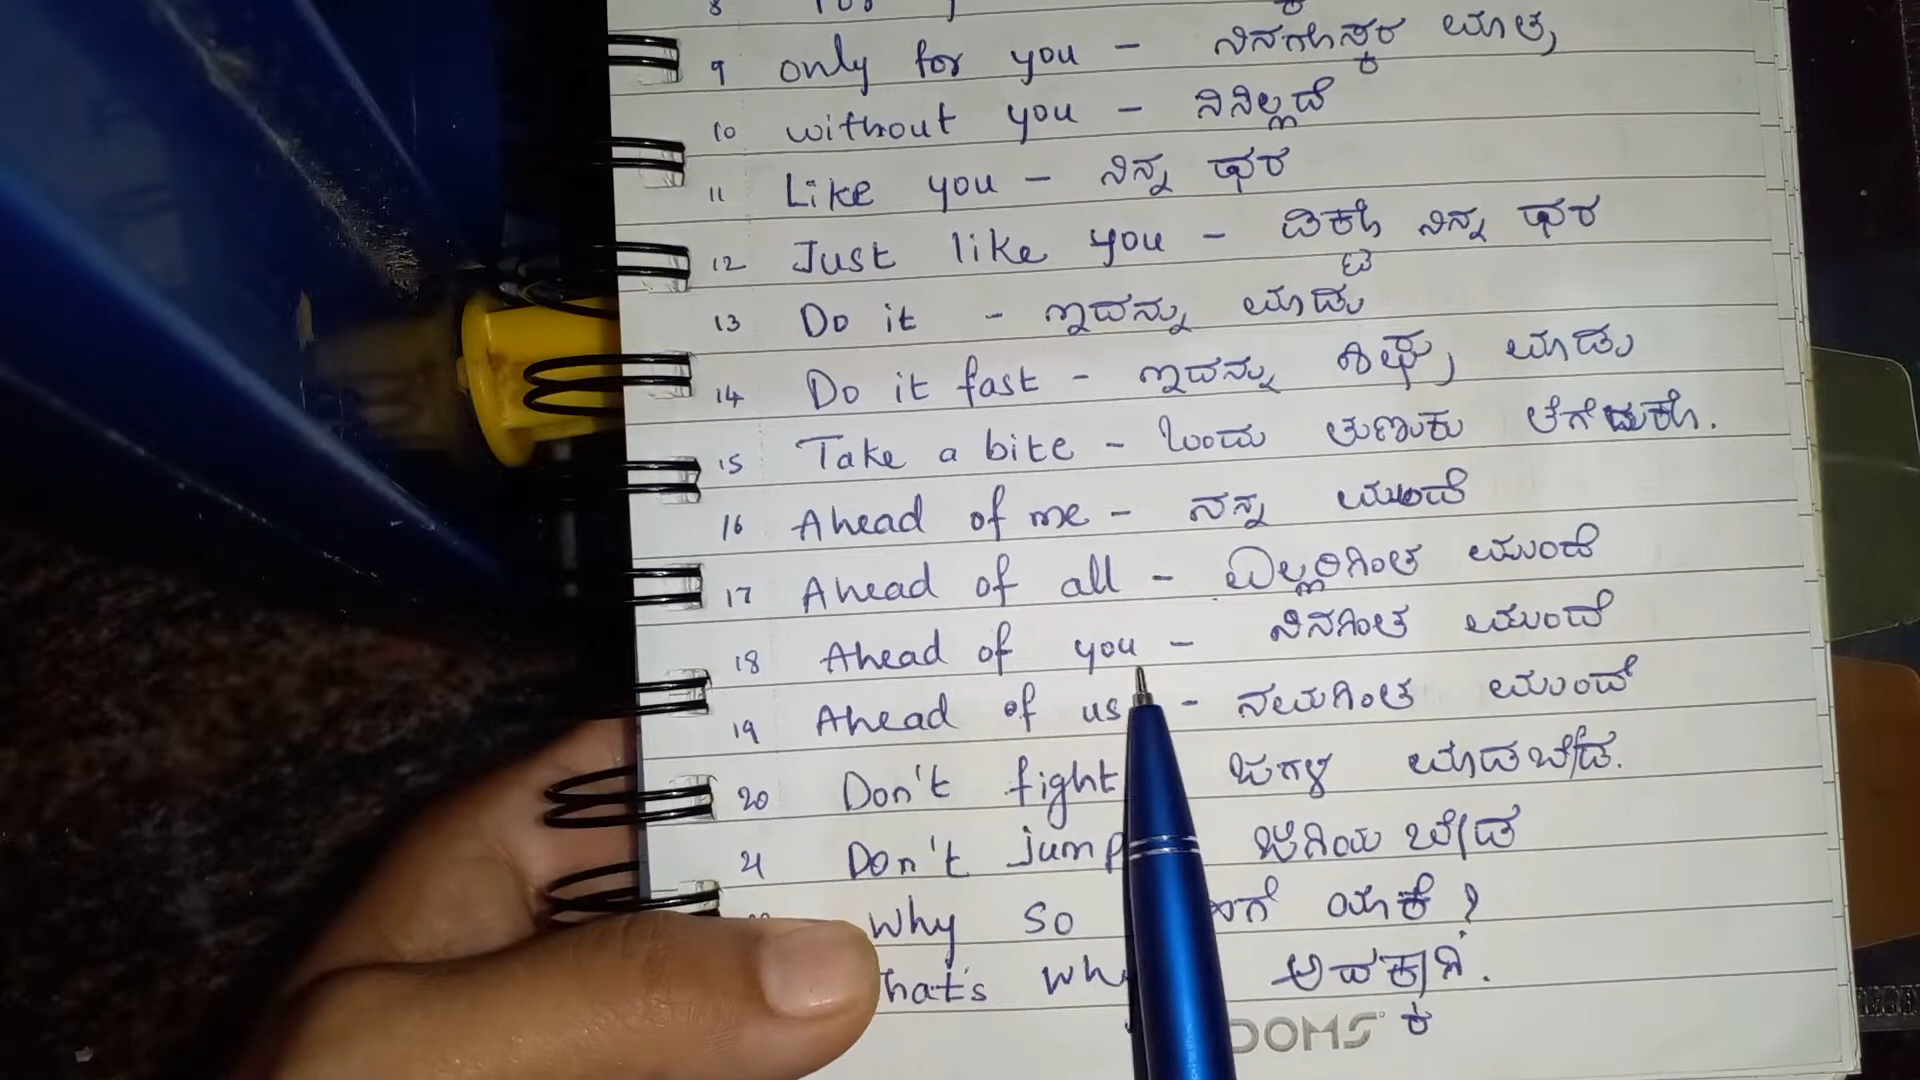 9 only for you - ನಿನಗೋಸ್ಕರ ಮಾತ್ರ
10 without you - ನಿನಿಲ್ಲದೆ
11 Like you - ನಿನ್ನ ಥರ
12 Just like you - ಥೇಟ್ ನಿನ್ನ ಥರ
13 Do it - ಇದನ್ನು ಮಾಡು
14 Do it fast - ಇದನ್ನು ಶಿಘ್ರ ಮಾಡು
15 Take a bite - ಒಂದು ತುಣುಕು ತೆಗೆದುಕೋ.
16 Ahead of me - ನನ್ನ ಮುಂದೆ
17 Ahead of all - ಎಲ್ಲರಿಗಿಂತ ಮುಂದೆ
18 Ahead of you - ನಿನಗಿಂತ ಮುಂದೆ
19 Ahead of us - ನಮಗಿಂತ ಮುಂದೆ
20 Don't fight ಜಗಳ ಮಾಡಬೇಡ.
21 Don't jump ಜಿಗಿಯ ಬೇಡ
Why so ಯಾಕೆ?
ಅದಕ್ಕಾಗಿ.
DOMS